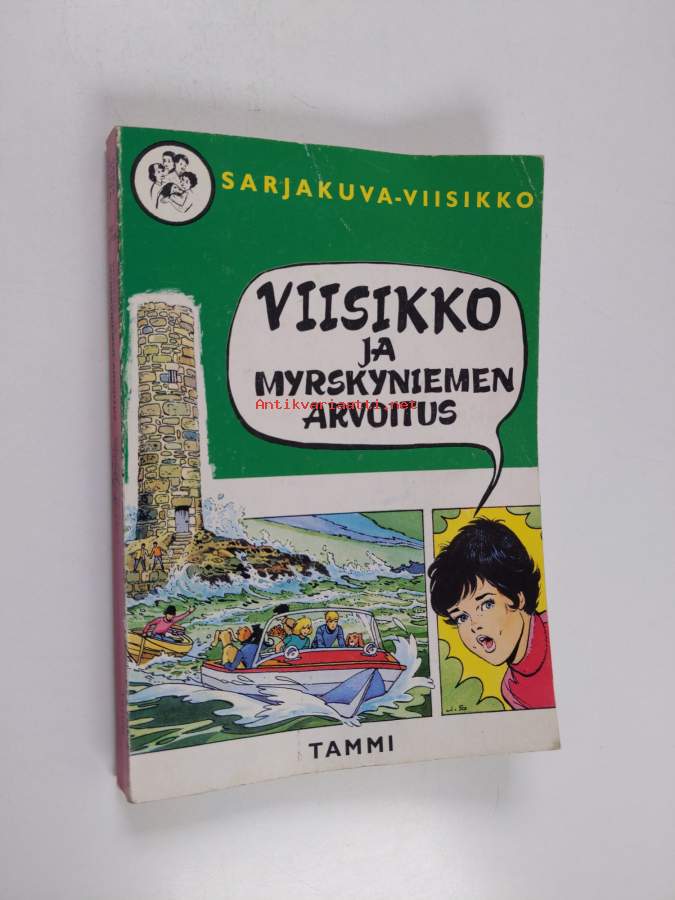 SARJAKUVA-VIISIKKO
VIISIKKO
JA
MYRSKYNIEMEN
Antikvariaatti.net
ARVOITUS
TAMMI